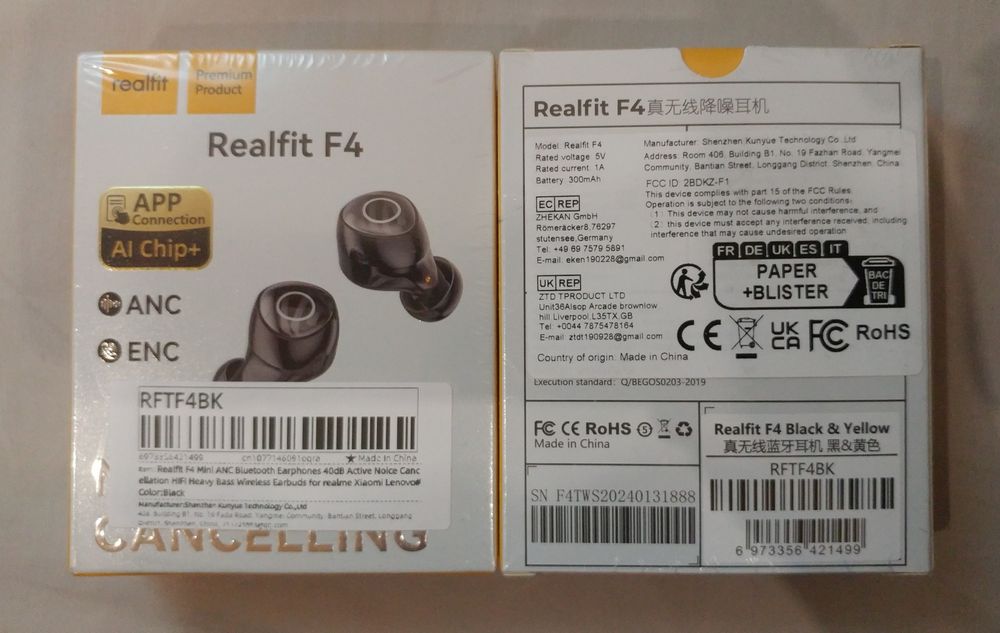 realfit
Premium
Product
Realfit F4
APP
Connection
AI Chip+
ANC
ENC
RFTF4BK
★ Made in China
Item: Realfit F4 Mini ANC Bluetooth Earphones 40dB Active Noise Canc
ellation HIFI Heavy Bass Wireless Earbuds for realme Xiaomi Lenovo#
Color:Black
Manufacturer:Shenzhen Kunyue Technology Co.,Ltd
CANCELLING
Realfit F4真无线降噪耳机
Model: Realfit F4
Rated voltage: 5V
Rated current: 1A
Battery: 300mAh
EC REP
ZHEKAN GmbH
Römeräcker8,76297
stutensee,Germany
Tel: +49 69 7579 5891
E-mail: eken190228@gmail.com
UK REP
ZTD TPRODUCT LTD
Unit36Alsop Arcade brownlow
hill Liverpool,L35TX,GB
Tel: +0044 7875478164
E-mail: ztdt190928@gmail.com
Country of origin: Made in China
Manufacturer: Shenzhen Kunyue Technology Co.,Ltd
Address: Room 406, Building B1, No. 19 Fazhan Road, Yangmei
Community, Bantian Street, Longgang District, Shenzhen, China
FCC ID: 2BDKZ-F1
This device complies with part 15 of the FCC Rules.
Operation is subject to the following two conditions:
(1) This device may not cause harmful interference, and
(2) this device must accept any interference received, including
interference that may cause undesired operation
FR DE UK ES IT
PAPER
+BLISTER
BAC
DE
TRI
CE UK CA FC RoHS
Execution standard: Q/BEGOS0203-2019
FC CE RoHS 5
Made in China
SN F4TWS20240131888
Realfit F4 Black & Yellow
真无线蓝牙耳机 黑&黄色
RFTF4BK
6 973356 421499